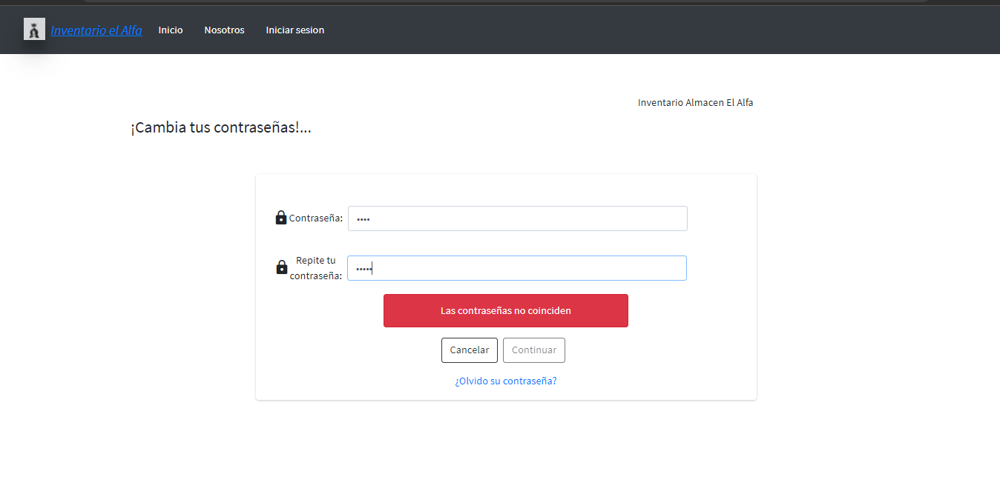 Inventario el Alfa Inicio Nosotros Iniciar sesion
Inventario Almacen El Alfa
¡Cambia tus contraseñas!...
Contraseña: ••••
Repite tu
contraseña: •••••
Las contraseñas no coinciden
Cancelar Continuar
¿Olvido su contraseña?